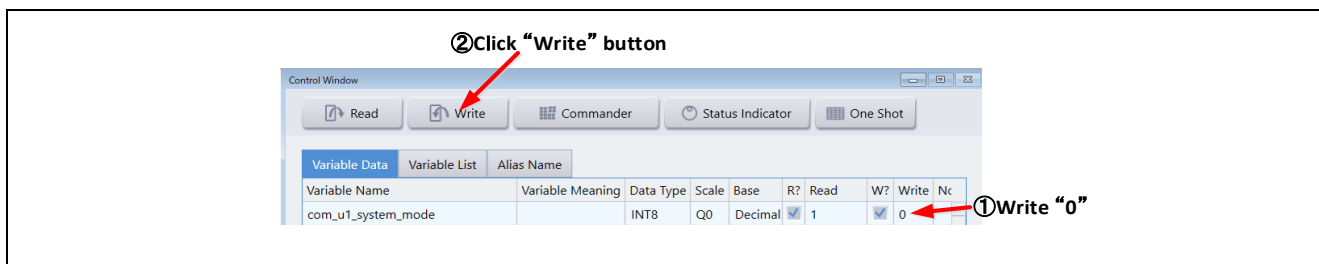 ②Click “Write” button
Control Window
Read Write Commander Status Indicator One Shot
Variable Data Variable List Alias Name
Variable Name Variable Meaning Data Type Scale Base R? Read W? Write Nc
com_u1_system_mode INT8 Q0 Decimal 1 0
①Write “0”